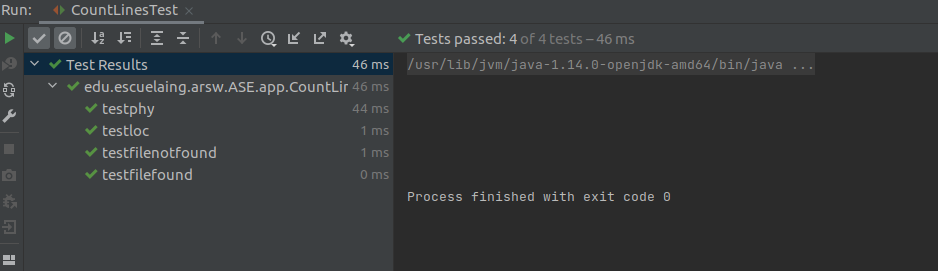 Run: CountLinesTest
Tests passed: 4 of 4 tests – 46 ms
Test Results 46 ms
edu.escuelaing.arsw.ASE.app.CountLin 46 ms
testphy 44 ms
testloc 1 ms
testfilenotfound 1 ms
testfilefound 0 ms
/usr/lib/jvm/java-1.14.0-openjdk-amd64/bin/java ...
Process finished with exit code 0